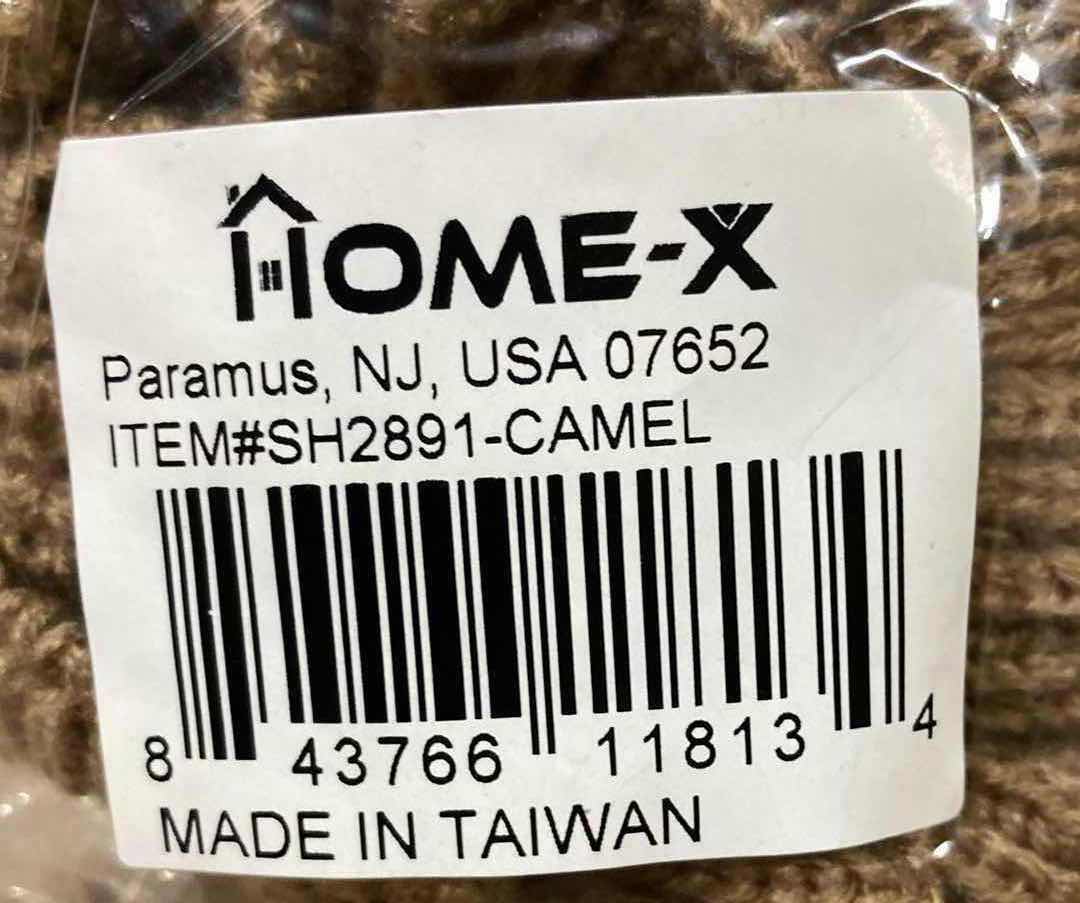 HOME-X
Paramus, NJ, USA 07652
ITEM#SH2891-CAMEL
8 43766 11813 4
MADE IN TAIWAN